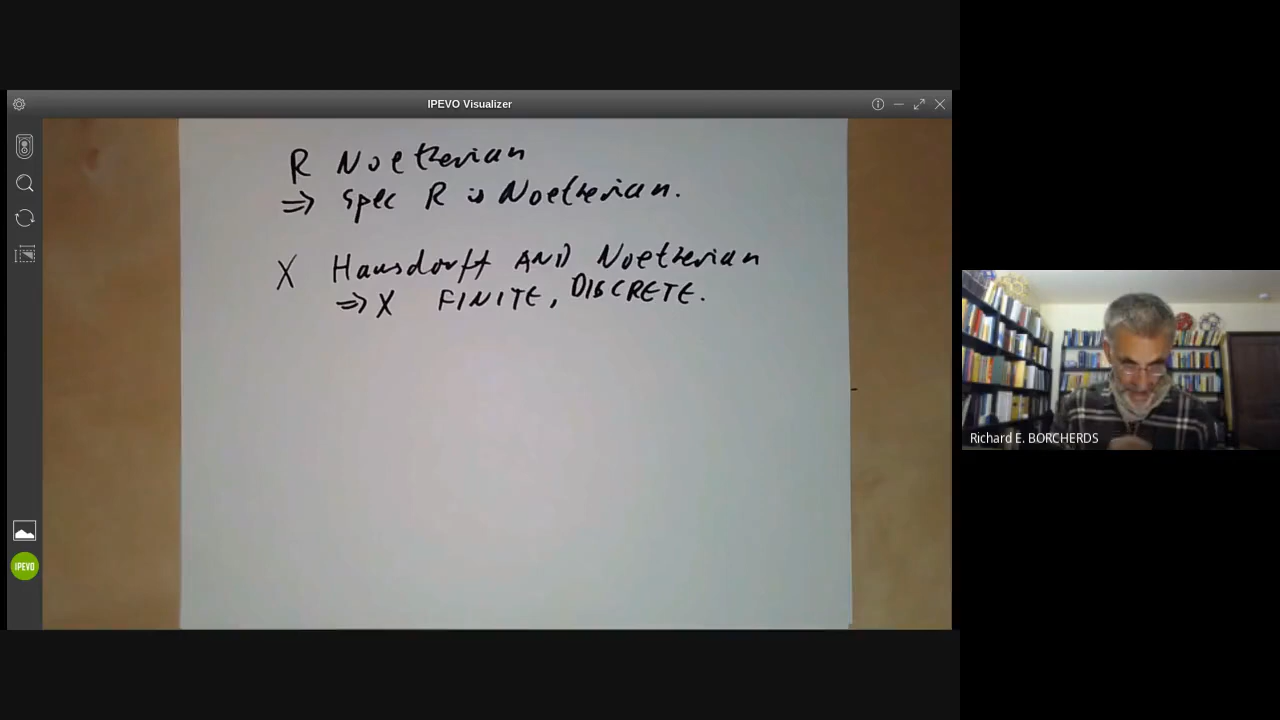 IPEVO Visualizer
R Noetherian
⇒ Spec R is Noetherian.
X Hausdorff AND Noetherian
⇒ X FINITE, DISCRETE.
Richard E. BORCHERDS
IPEVO